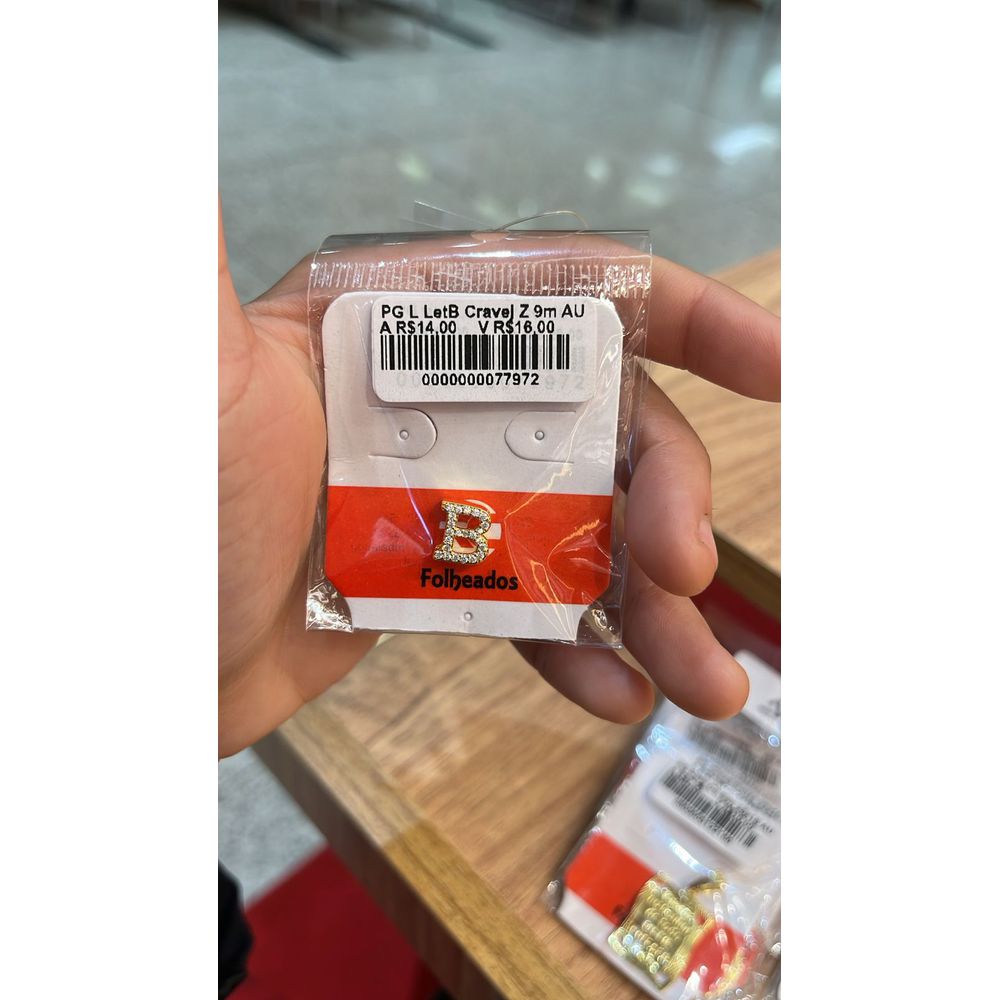 PG L LetB Cravej Z 9m AU
A R$14,00 V R$16,00
0000000077972
B
Folheados